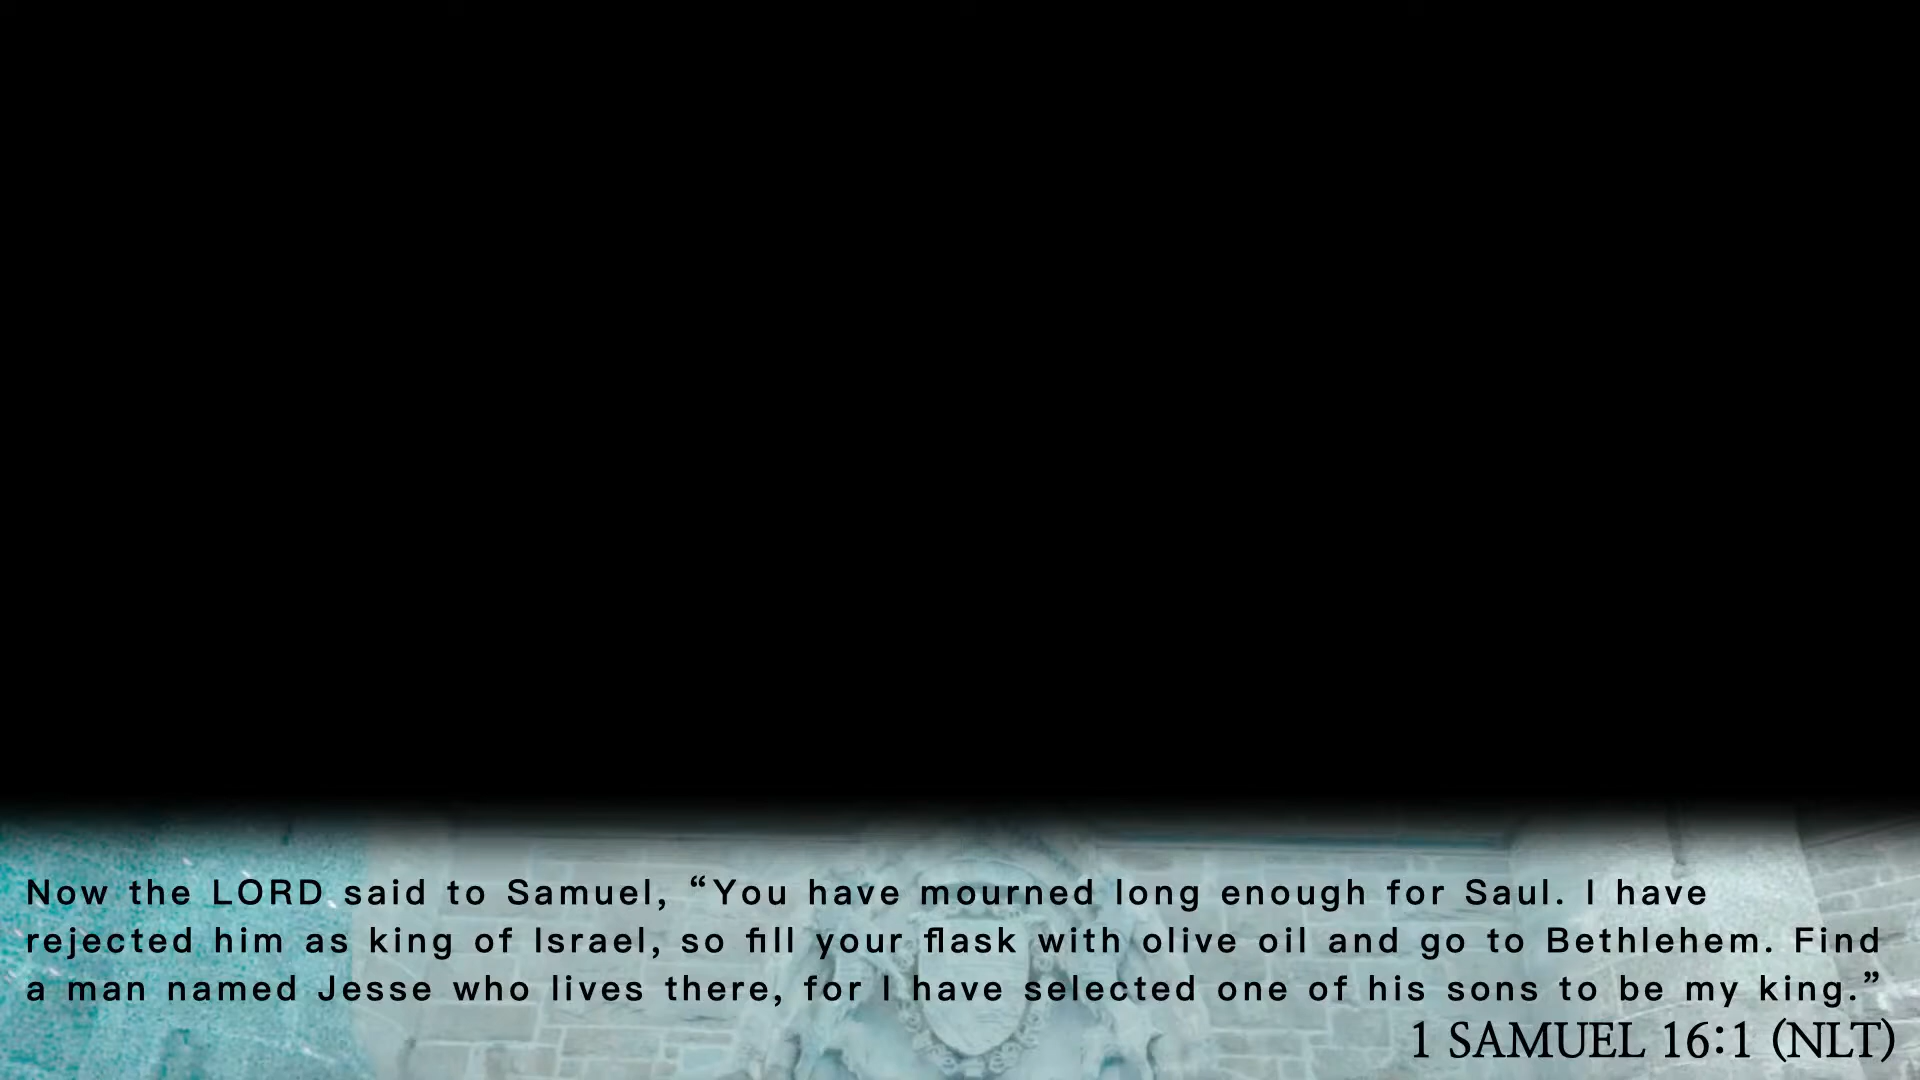 Now the LORD said to Samuel, “You have mourned long enough for Saul. I have
rejected him as king of Israel, so fill your flask with olive oil and go to Bethlehem. Find
a man named Jesse who lives there, for I have selected one of his sons to be my king.”
1 SAMUEL 16:1 (NLT)